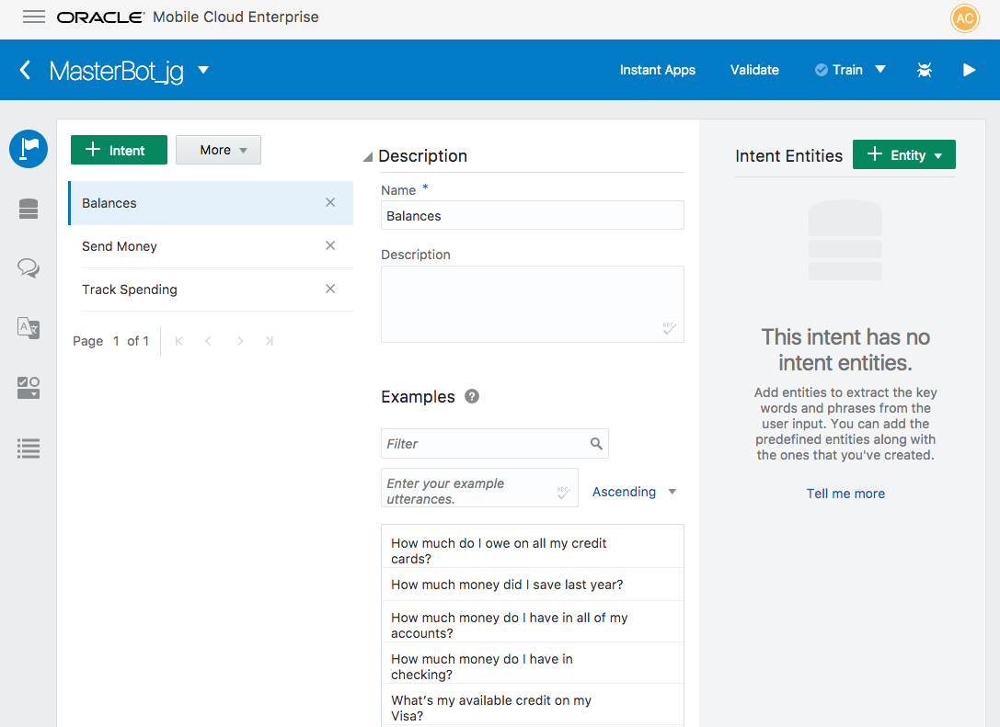 ORACLE Mobile Cloud Enterprise
AC
MasterBot_jg
Instant Apps
Validate
Train
Intent
More
Balances
Send Money
Track Spending
Page 1 of 1
Description
Name *
Balances
Description
ABC
Examples ?
Filter
Enter your example
utterances.
ABC
Ascending
How much do I owe on all my credit
cards?
How much money did I save last year?
How much money do I have in all of my
accounts?
How much money do I have in
checking?
What's my available credit on my
Visa?
Intent Entities
Entity
This intent has no
intent entities.
Add entities to extract the key
words and phrases from the
user input. You can add the
predefined entities along with
the ones that you've created.
Tell me more